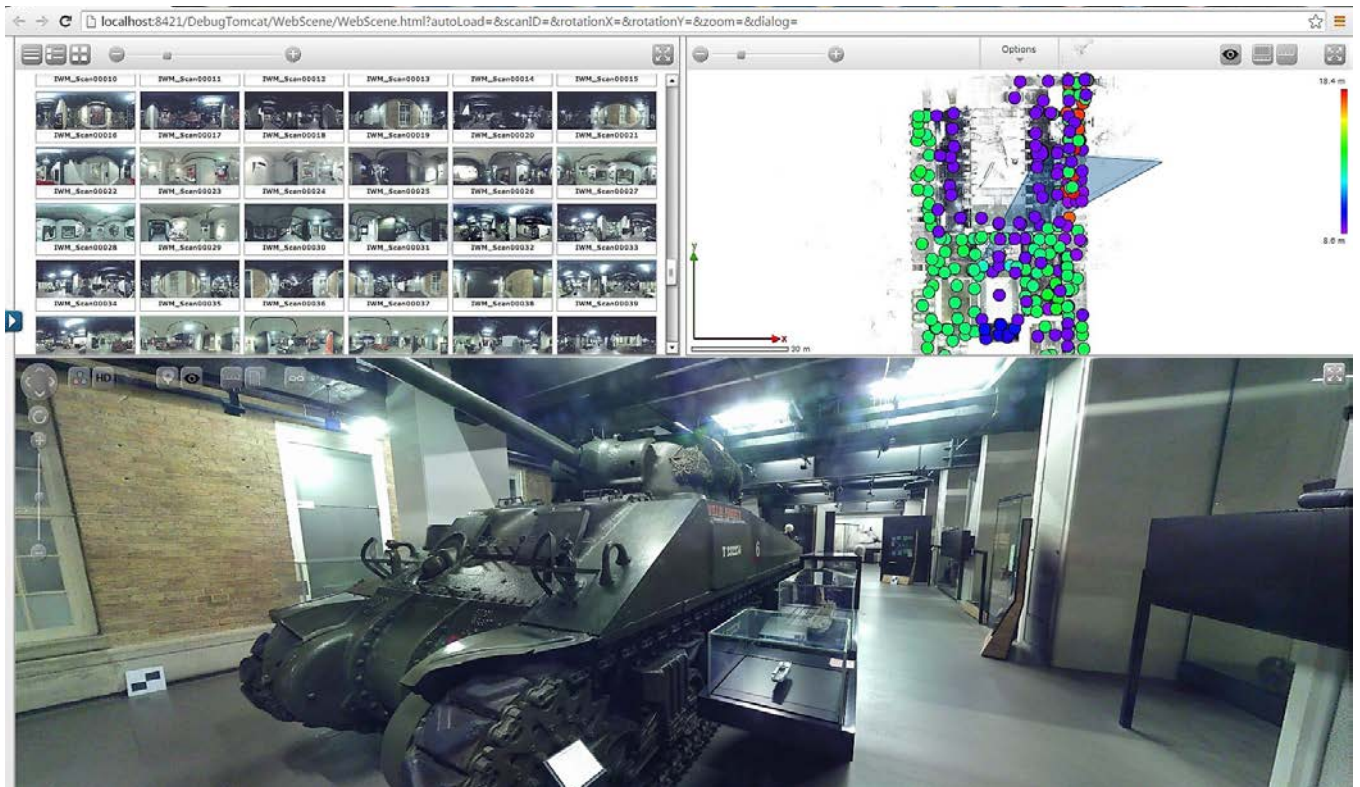 localhost:8421/DebugTomcat/WebScene/WebScene.html?autoLoad=&scanID=&rotationX=&rotationY=&zoom=&dialog=
Options
IWM_Scan00010 IWM_Scan00011 IWM_Scan00012 IWM_Scan00013 IWM_Scan00014 IWM_Scan00015
18.4 m
IWM_Scan00016 IWM_Scan00017 IWM_Scan00018 IWM_Scan00019 IWM_Scan00020 IWM_Scan00021
IWM_Scan00022 IWM_Scan00023 IWM_Scan00024 IWM_Scan00025 IWM_Scan00026 IWM_Scan00027
IWM_Scan00028 IWM_Scan00029 IWM_Scan00030 IWM_Scan00031 IWM_Scan00032 IWM_Scan00033
8.6 m
Y
IWM_Scan00034 IWM_Scan00035 IWM_Scan00036 IWM_Scan00037 IWM_Scan00038 IWM_Scan00039
X
HD
6